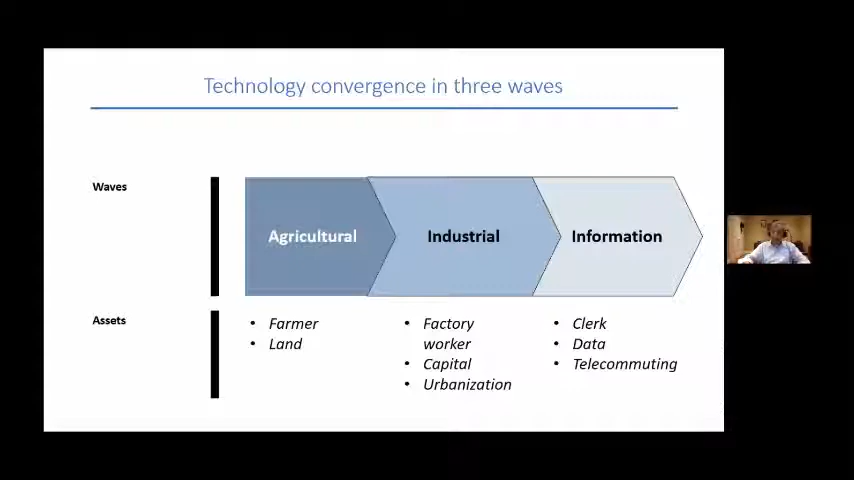 Technology convergence in three waves
Waves
Agricultural
Industrial
Information
Assets
• Farmer
• Land
• Factory
worker
• Capital
• Urbanization
• Clerk
• Data
• Telecommuting